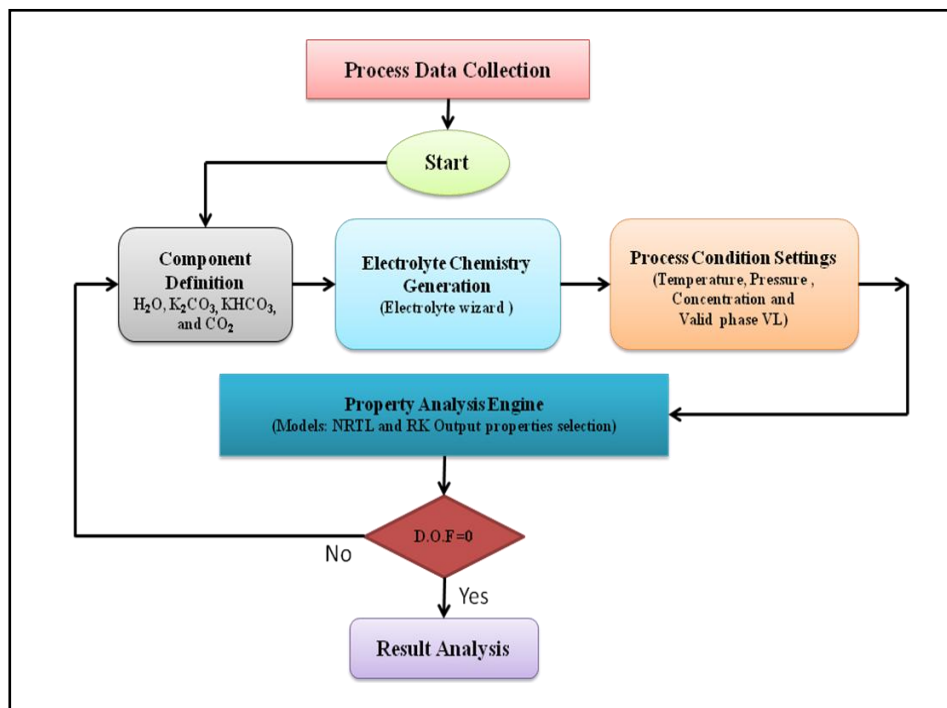 Process Data Collection
Start
Component
Definition
H₂O, K₂CO₃, KHCO₃,
and CO₂
Electrolyte Chemistry
Generation
(Electrolyte wizard )
Process Condition Settings
(Temperature, Pressure ,
Concentration and
Valid phase VL)
Property Analysis Engine
(Models: NRTL and RK Output properties selection)
D.O.F=0
No
Yes
Result Analysis